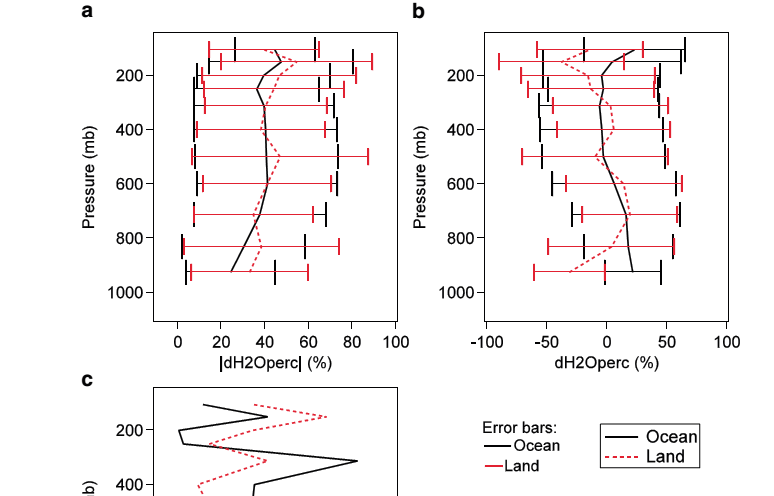 a
Pressure (mb)
200
400
600
800
1000
0 20 40 60 80 100
|dH2Operc| (%)
b
Pressure (mb)
200
400
600
800
1000
-100 -50 0 50 100
dH2Operc (%)
c
200
400
Error bars:
Ocean
Land
Ocean
Land